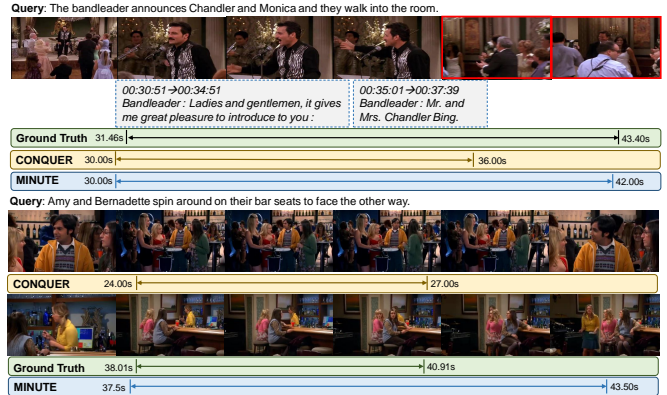 Query: The bandleader announces Chandler and Monica and they walk into the room.
00:30:51→00:34:51
Bandleader : Ladies and gentlemen, it gives
me great pleasure to introduce to you :
00:35:01→00:37:39
Bandleader : Mr. and
Mrs. Chandler Bing.
Ground Truth 31.46s 43.40s
CONQUER 30.00s 36.00s
MINUTE 30.00s 42.00s
Query: Amy and Bernadette spin around on their bar seats to face the other way.
CONQUER 24.00s 27.00s
Ground Truth 38.01s 40.91s
MINUTE 37.5s 43.50s